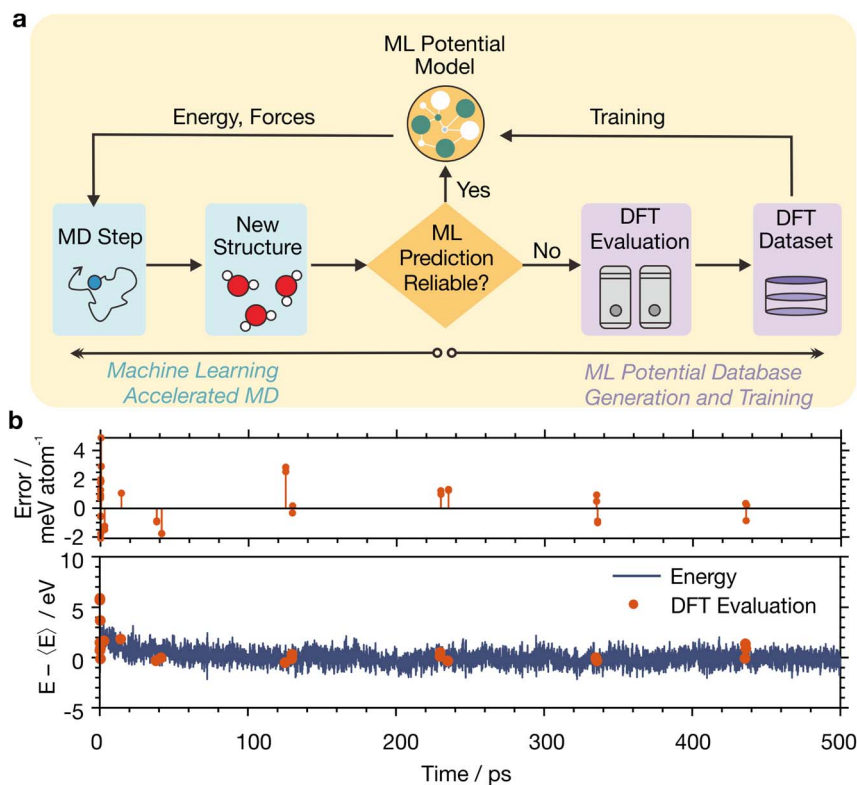 a
ML Potential
Model
Energy, Forces
Training
Yes
MD Step
New
Structure
ML
Prediction
Reliable?
No
DFT
Evaluation
DFT
Dataset
Machine Learning
Accelerated MD
ML Potential Database
Generation and Training
b
Error /
meV atom⁻¹
4
2
0
-2
E – ⟨E⟩ / eV
10
5
0
-5
Energy
DFT Evaluation
0
100
200
300
400
500
Time / ps